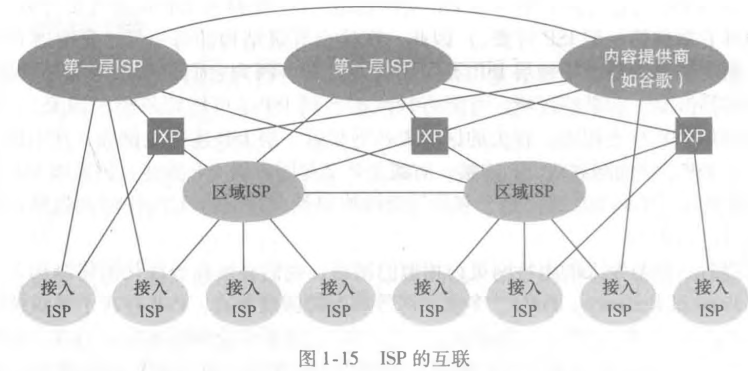 第一层ISP
第一层ISP
内容提供商
（如谷歌）
IXP
IXP
IXP
区域ISP
区域ISP
接入
ISP
接入
ISP
接入
ISP
接入
ISP
接入
ISP
接入
ISP
接入
ISP
接入
ISP
图 1-15 ISP 的互联